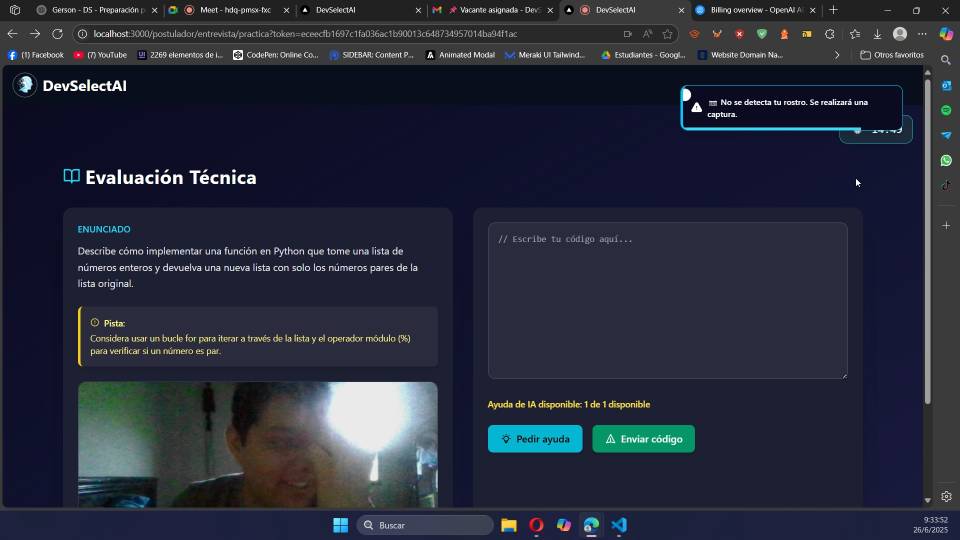 Gerson - DS - Preparación p
Meet - hdq-pmsx-fxc
DevSelectAI
Vacante asignada - DevS
DevSelectAI
Billing overview - OpenAI A
localhost:3000/postulador/entrevista/practica?token=eceecfb1697c1fa036ac1b90013c648734957014ba94f1ac
(1) Facebook
(7) YouTube
2269 elementos de i...
CodePen: Online Co...
SIDEBAR: Content P...
Animated Modal
Meraki UI Tailwind...
Estudiantes - Googl...
Website Domain Na...
Otros favoritos
DevSelectAI
No se detecta tu rostro. Se realizará una
captura.
Evaluación Técnica
ENUNCIADO
Describe cómo implementar una función en Python que tome una lista de
números enteros y devuelva una nueva lista con solo los números pares de la
lista original.
Pista:
Considera usar un bucle for para iterar a través de la lista y el operador módulo (%)
para verificar si un número es par.
// Escribe tu código aquí...
Ayuda de IA disponible: 1 de 1 disponible
Pedir ayuda
Enviar código
Buscar
9:33:52
26/6/2025